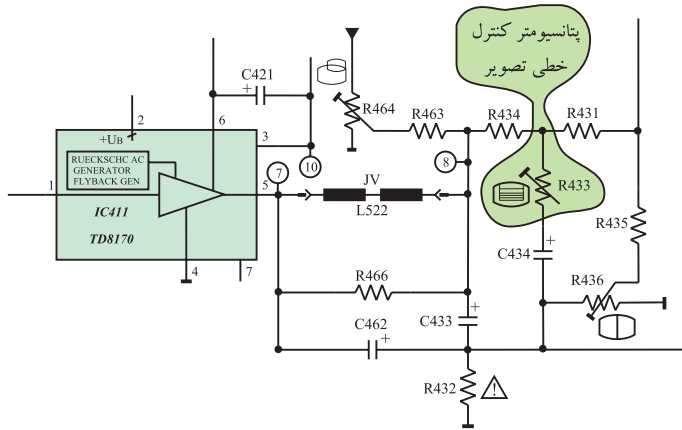 پتانسیومتر کنترل
خطی تصویر
C421
+
R464
R463
R434
R431
2
+UB
6
3
RUECKSCHC AC
GENERATOR
FLYBACK GEN
7
10
8
R433
1
5
JV
L522
IC411
TD8170
R435
4
7
C434
+
R466
R436
C433
+
C462
+
R432